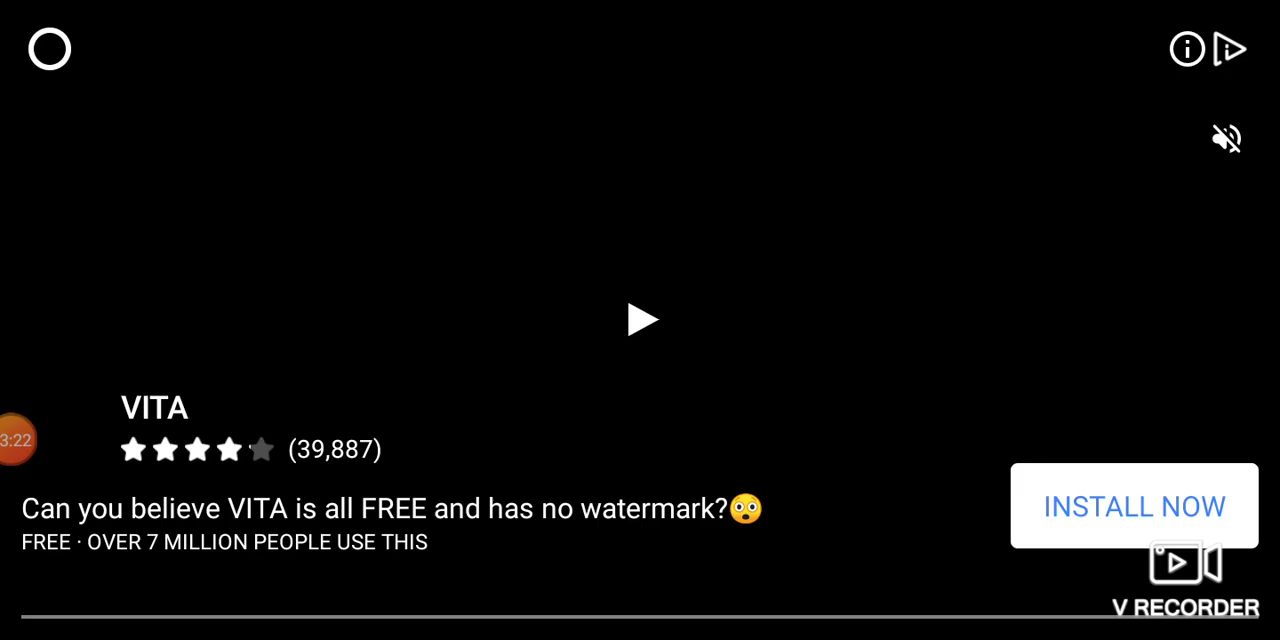 VITA
(39,887)
3:22
Can you believe VITA is all FREE and has no watermark?😲
FREE · OVER 7 MILLION PEOPLE USE THIS
INSTALL NOW
V RECORDER